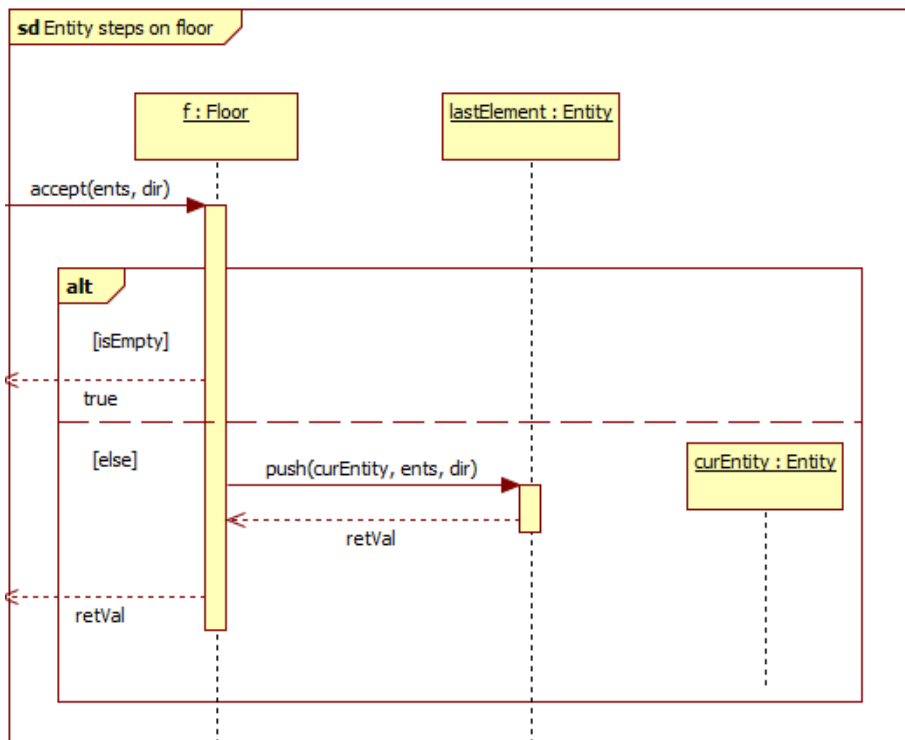 sd Entity steps on floor
f : Floor
lastElement : Entity
accept(ents, dir)
alt
[isEmpty]
true
[else]
push(curEntity, ents, dir)
curEntity : Entity
retVal
retVal